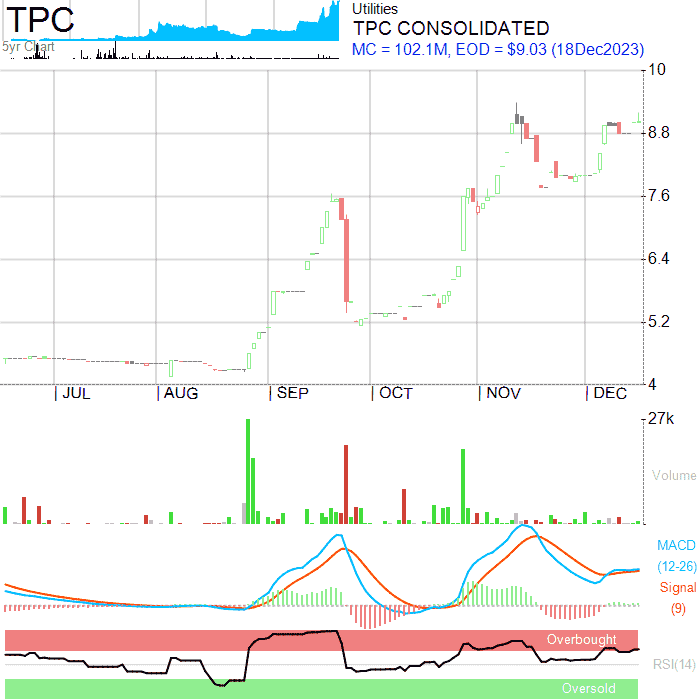 TPC
5yr Chart
Utilities
TPC CONSOLIDATED
MC = 102.1M, EOD = $9.03 (18Dec2023)
10
8.8
7.6
6.4
5.2
4
JUL
AUG
SEP
OCT
NOV
DEC
27k
Volume
MACD
(12-26)
Signal
(9)
Overbought
RSI(14)
Oversold